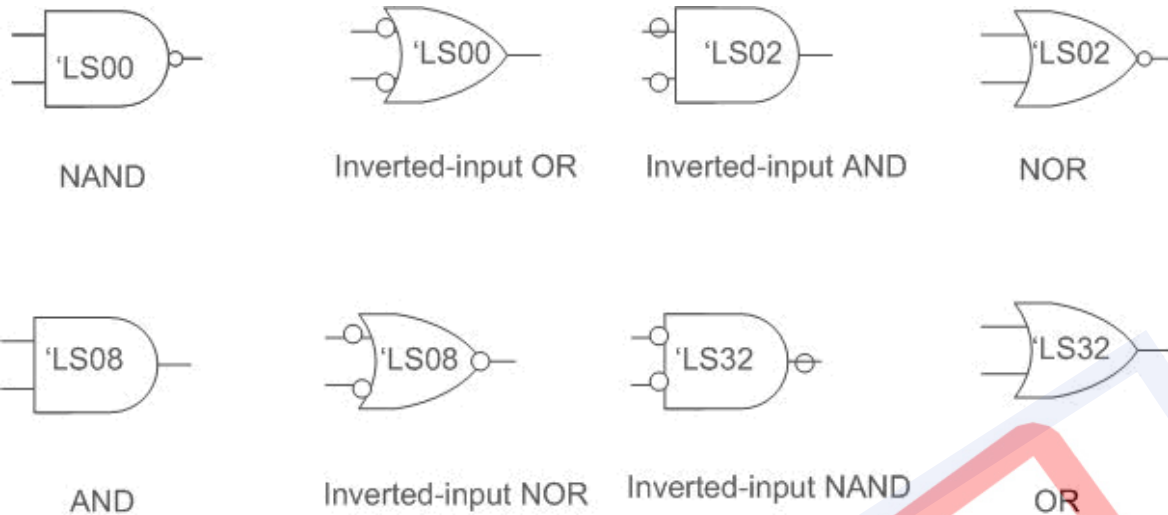 ‘LS00
‘LS00
‘LS02
‘LS02
NAND
Inverted-input OR
Inverted-input AND
NOR
‘LS08
‘LS08
‘LS32
‘LS32
AND
Inverted-input NOR
Inverted-input NAND
OR